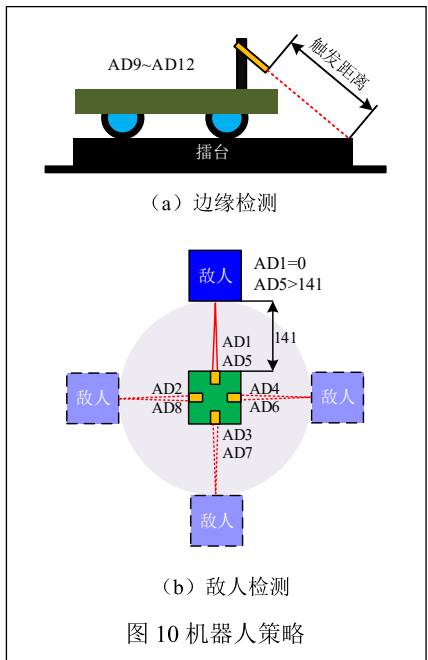 AD9~AD12
触发距离
擂台
（a）边缘检测
敌人
AD1=0
AD5>141
141
AD1
AD5
敌人
AD2
AD8
AD4
AD6
敌人
AD3
AD7
敌人
（b）敌人检测
图 10 机器人策略